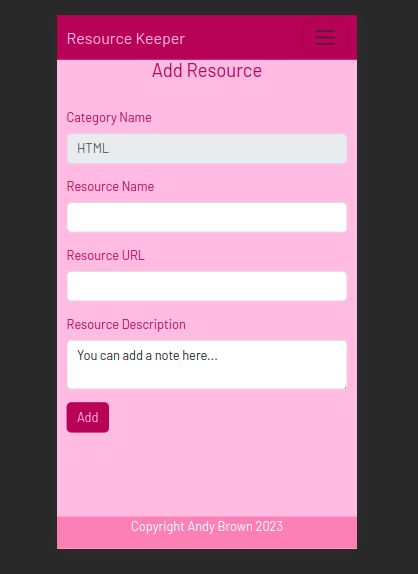 Resource Keeper
Add Resource
Category Name
HTML
Resource Name
Resource URL
Resource Description
You can add a note here...
Add
Copyright Andy Brown 2023